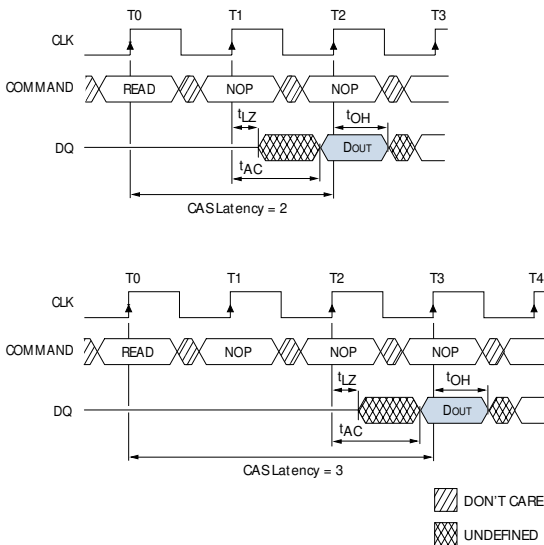 T0 T1 T2 T3
CLK
COMMAND READ NOP NOP
tLZ tOH
DQ DOUT
tAC
CAS Latency = 2
T0 T1 T2 T3 T4
CLK
COMMAND READ NOP NOP NOP
tLZ tOH
DQ DOUT
tAC
CAS Latency = 3
DON'T CARE
UNDEFINED